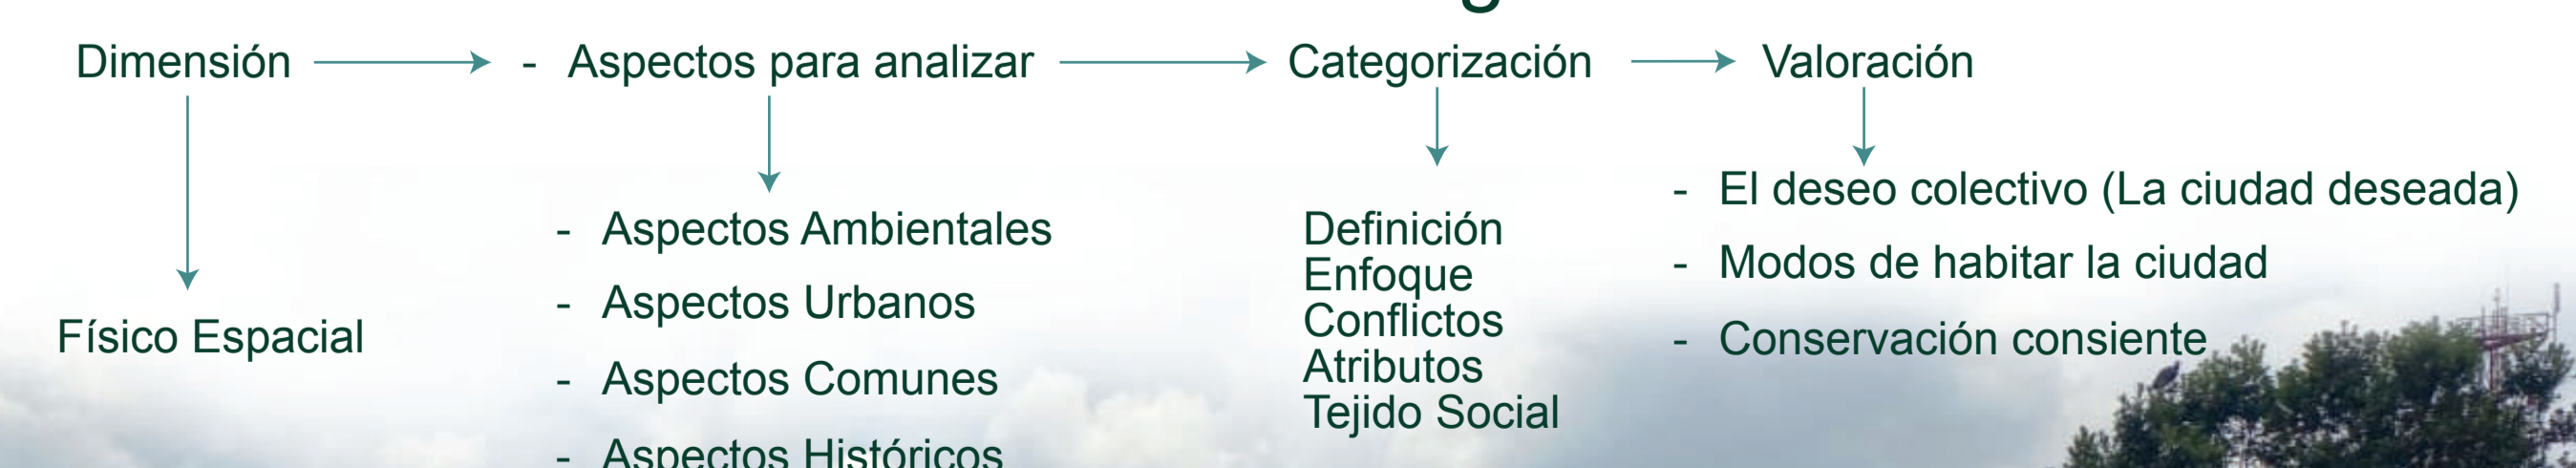 Dimensión
- Aspectos para analizar
Categorización
Valoración
Físico Espacial
- Aspectos Ambientales
- Aspectos Urbanos
- Aspectos Comunes
- Aspectos Históricos
Definición
Enfoque
Conflictos
Atributos
Tejido Social
- El deseo colectivo (La ciudad deseada)
- Modos de habitar la ciudad
- Conservación consiente